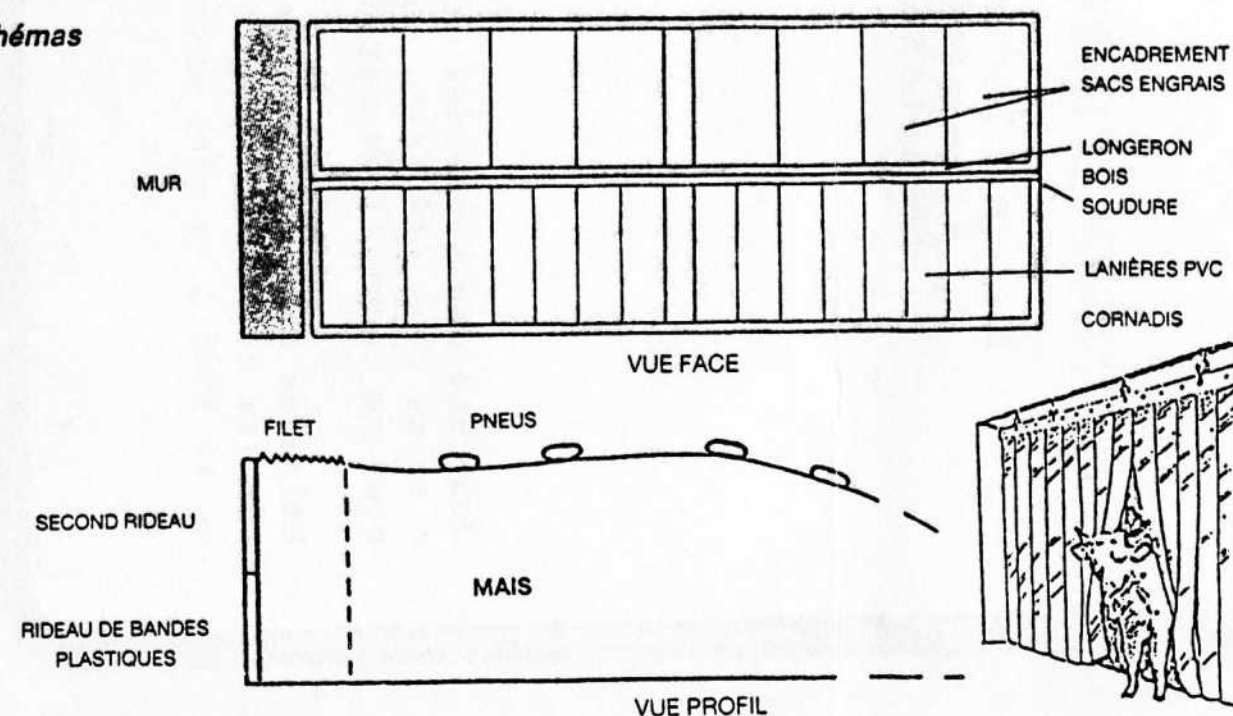 hémas
MUR
ENCADREMENT
SACS ENGRAIS
LONGERON
BOIS
SOUDURE
LANIÈRES PVC
CORNADIS
VUE FACE
FILET
PNEUS
SECOND RIDEAU
MAIS
RIDEAU DE BANDES
PLASTIQUES
VUE PROFIL